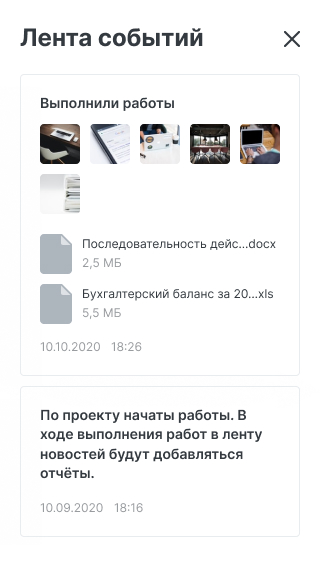 Лента событий
Выполнили работы
Последовательность дейс...docx
2,5 МБ
Бухгалтерский баланс за 20...xls
5,5 МБ
10.10.2020 18:26
По проекту начаты работы. В
ходе выполнения работ в ленту
новостей будут добавляться
отчёты.
10.09.2020 18:16